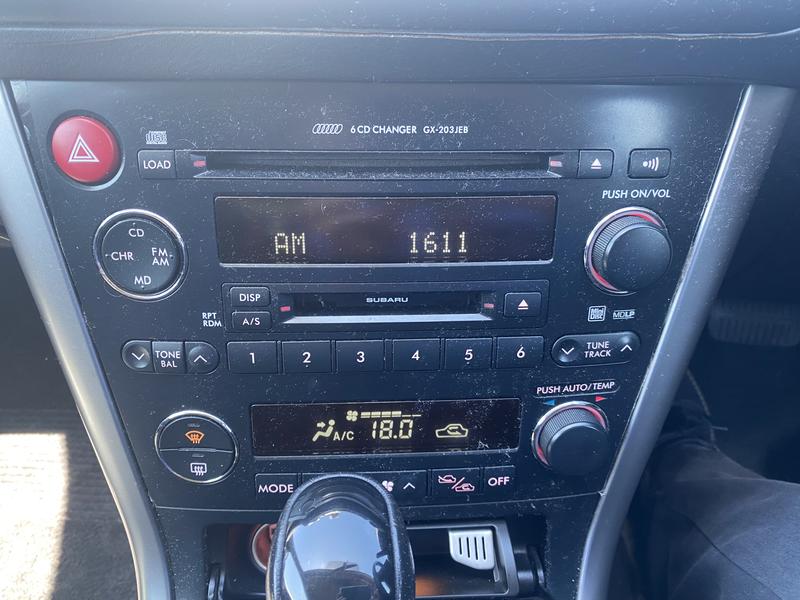 6 CD CHANGER GX-203JEB
LOAD
PUSH ON/VOL
CD
CHR FM AM
MD
AM 1611
DISP
SUBARU
RPT
RDM
A/S
Mini Disc MDLP
TONE BAL
1 2 3 4 5 6
TUNE TRACK
PUSH AUTO/TEMP
A/C 18.0
MODE
OFF